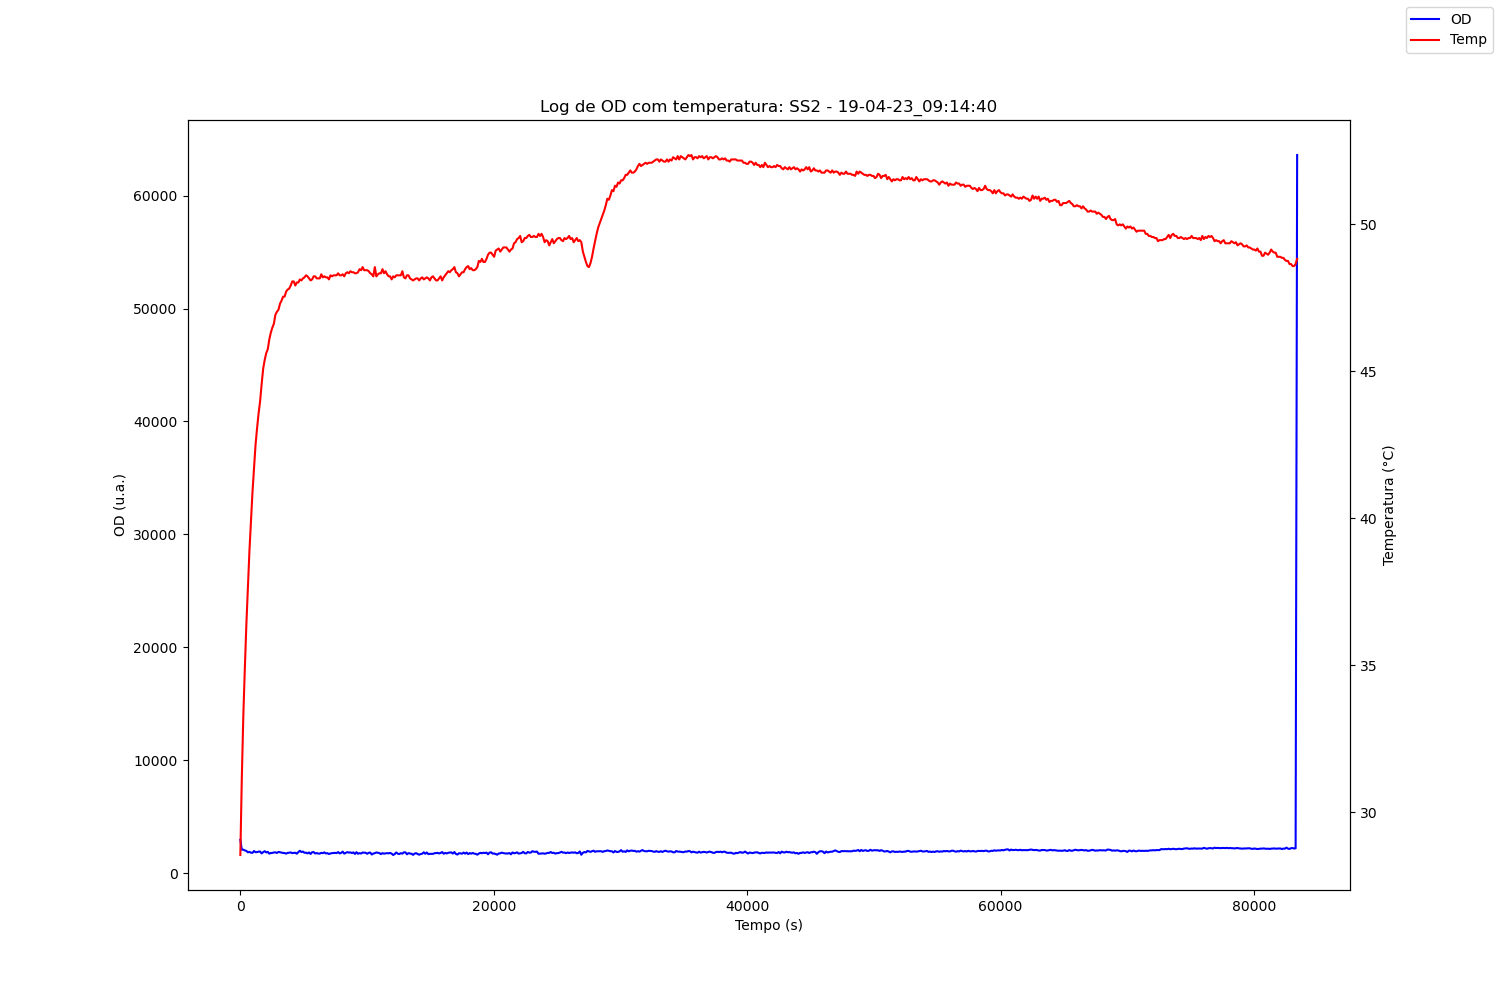 OD
Temp
Log de OD com temperatura: SS2 - 19-04-23_09:14:40
60000
50000
40000
30000
20000
10000
0
OD (u.a.)
50
45
40
35
30
Temperatura (°C)
0
20000
40000
60000
80000
Tempo (s)